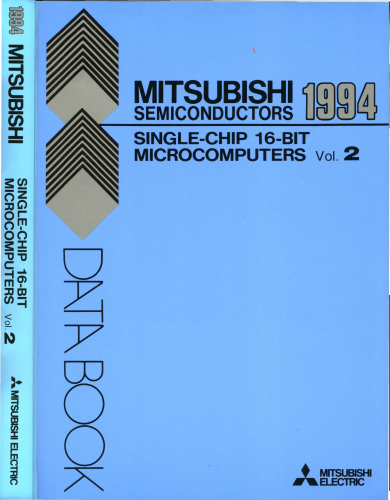 1994
MITSUBISHI
SINGLE-CHIP 16-BIT
MICROCOMPUTERS Vol. 2
MITSUBISHI ELECTRIC
MITSUBISHI
SEMICONDUCTORS
1994
SINGLE-CHIP 16-BIT
MICROCOMPUTERS Vol. 2
DATA BOOK
MITSUBISHI
ELECTRIC